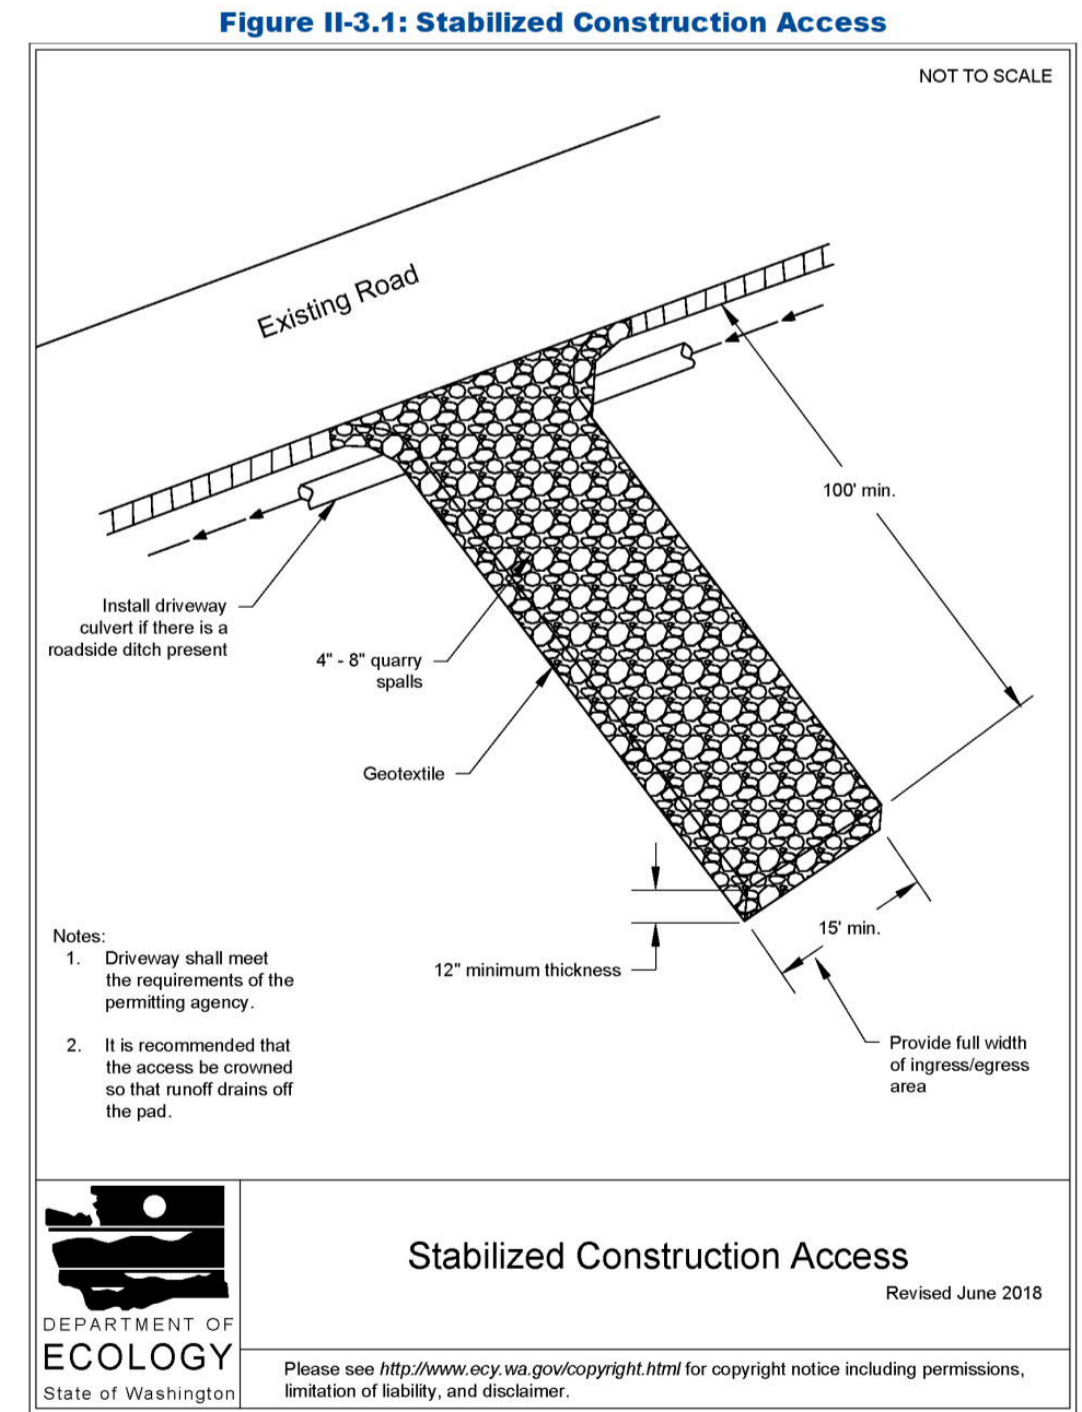 Figure II-3.1: Stabilized Construction Access
NOT TO SCALE
Existing Road
100' min.
Install driveway
culvert if there is a
roadside ditch present
4" - 8" quarry
spalls
Geotextile
15' min.
12" minimum thickness
Provide full width
of ingress/egress
area
Notes:
1. Driveway shall meet
the requirements of the
permitting agency.
2. It is recommended that
the access be crowned
so that runoff drains off
the pad.
DEPARTMENT OF
ECOLOGY
State of Washington
Stabilized Construction Access
Revised June 2018
Please see http://www.ecy.wa.gov/copyright.html for copyright notice including permissions,
limitation of liability, and disclaimer.